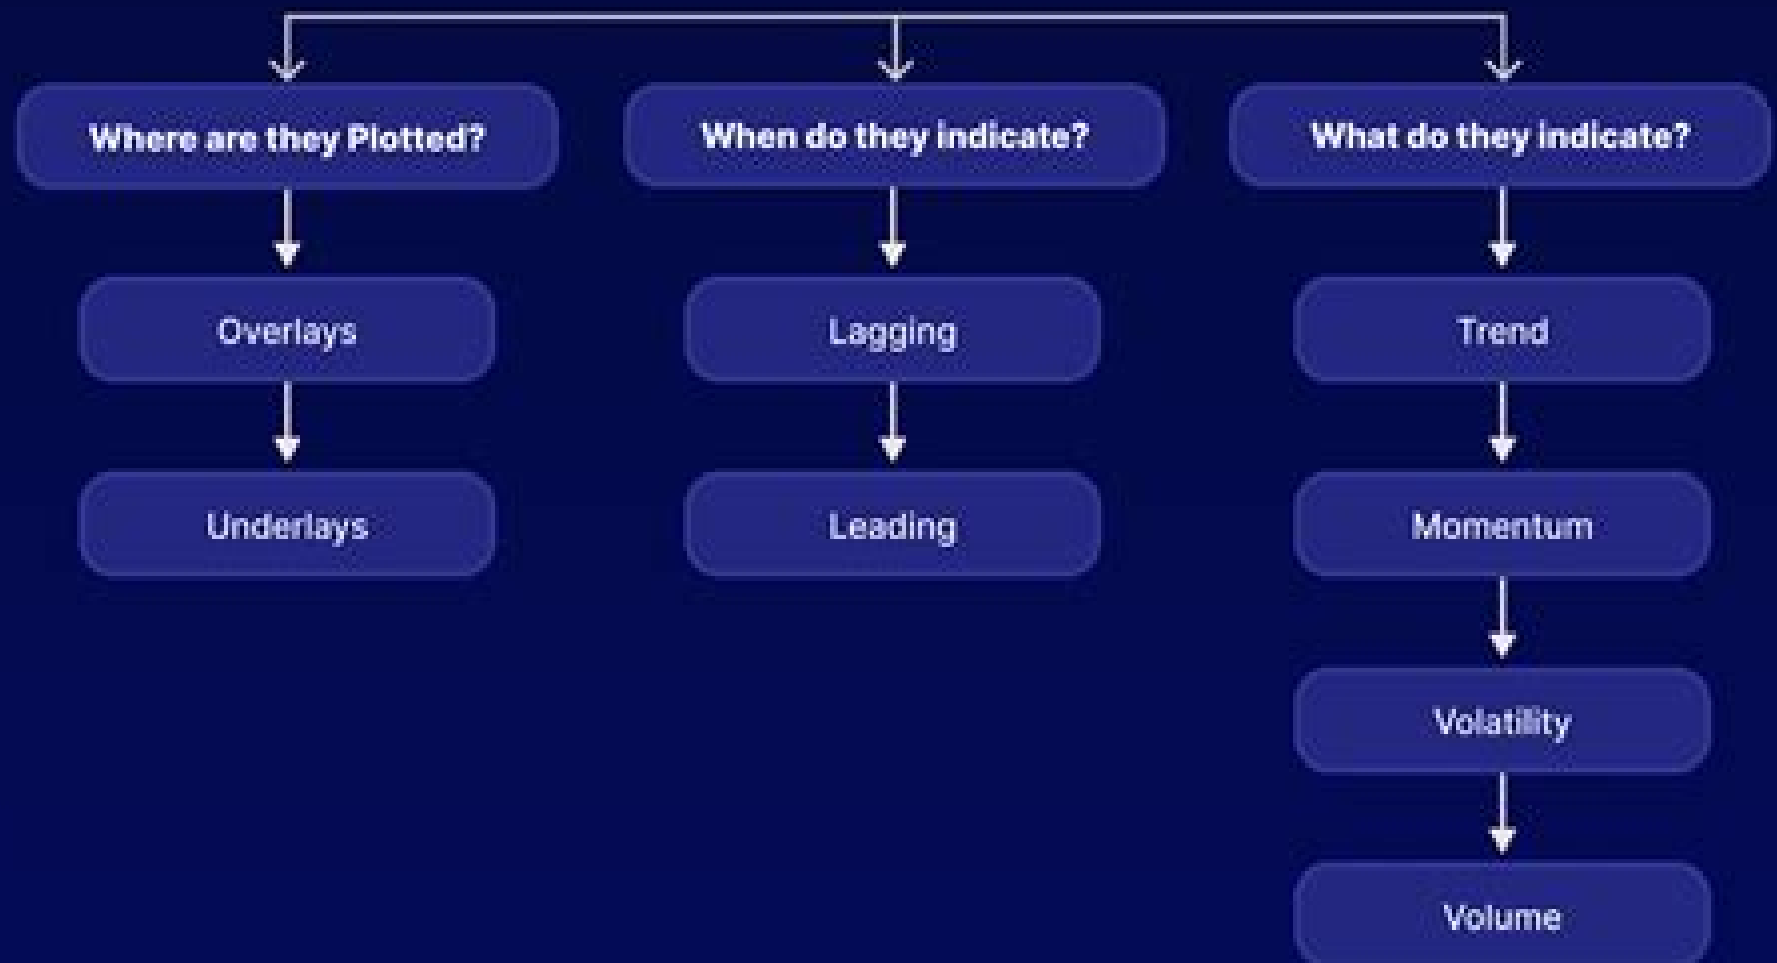 Where are they Plotted?
When do they indicate?
What do they indicate?
Overlays
Lagging
Trend
Underlays
Leading
Momentum
Volatility
Volume